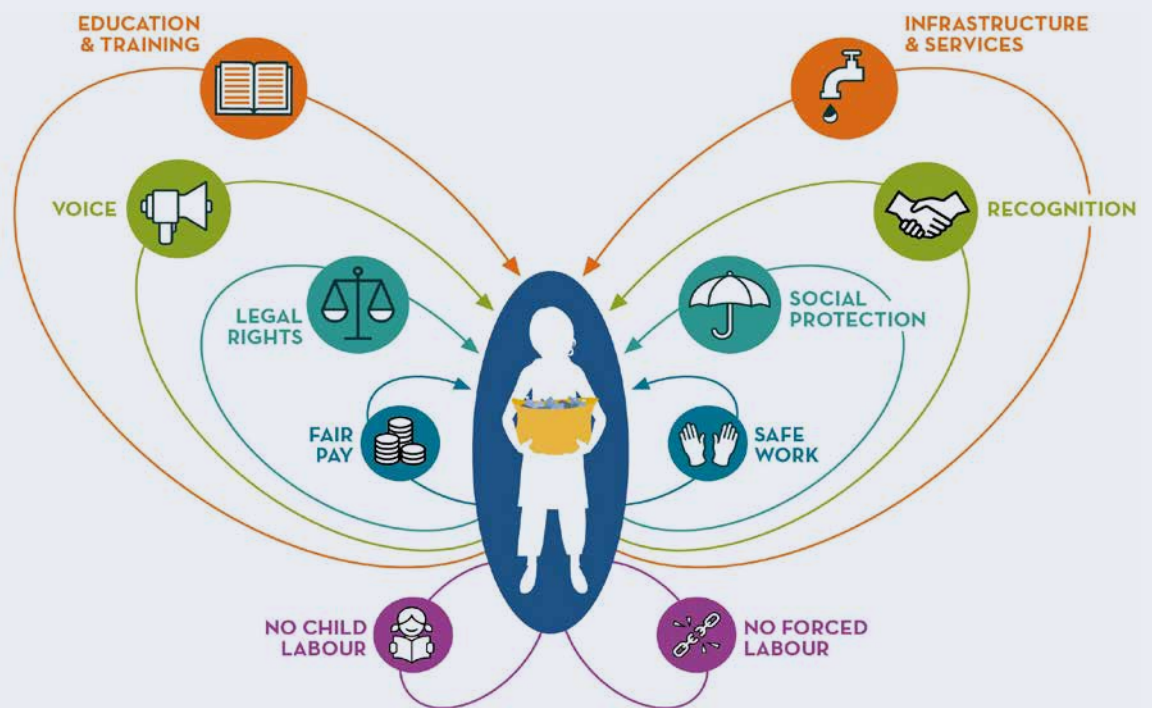 EDUCATION
& TRAINING
INFRASTRUCTURE
& SERVICES
VOICE
RECOGNITION
LEGAL
RIGHTS
SOCIAL
PROTECTION
FAIR
PAY
SAFE
WORK
NO CHILD
LABOUR
NO FORCED
LABOUR